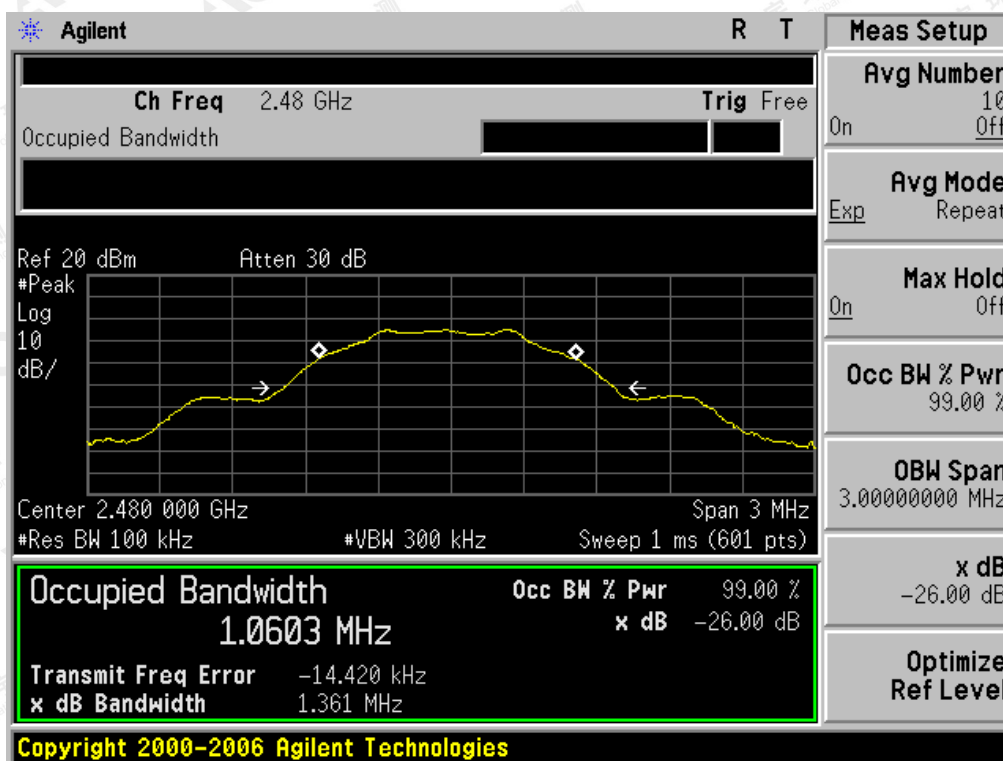 Agilent
R T
Meas Setup
Ch Freq 2.48 GHz
Trig Free
Occupied Bandwidth
Ref 20 dBm
Atten 30 dB
#Peak
Log
10
dB/
Center 2.480 000 GHz
Span 3 MHz
#Res BW 100 kHz
#VBW 300 kHz
Sweep 1 ms (601 pts)
Occupied Bandwidth
1.0603 MHz
Occ BW % Pwr 99.00 %
x dB -26.00 dB
Transmit Freq Error -14.420 kHz
x dB Bandwidth 1.361 MHz
Copyright 2000-2006 Agilent Technologies
Avg Number
10
On Off
Avg Mode
Exp Repeat
Max Hold
On Off
Occ BW % Pwr
99.00 %
OBW Span
3.00000000 MHz
x dB
-26.00 dB
Optimize
Ref Level